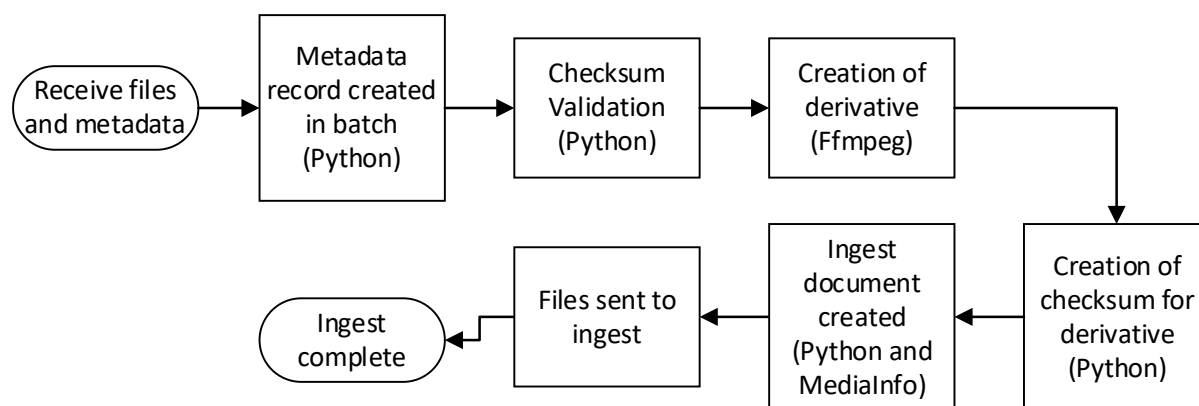 Receive files
and metadata
Metadata
record created
in batch
(Python)
Checksum
Validation
(Python)
Creation of
derivative
(Ffmpeg)
Creation of
checksum for
derivative
(Python)
Ingest
document
created
(Python and
MediaInfo)
Files sent to
ingest
Ingest
complete